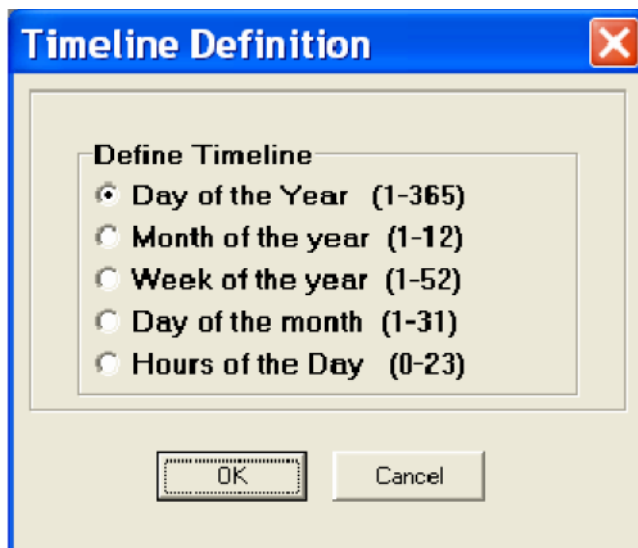 Timeline Definition
Define Timeline
Day of the Year (1-365)
Month of the year (1-12)
Week of the year (1-52)
Day of the month (1-31)
Hours of the Day (0-23)
OK Cancel